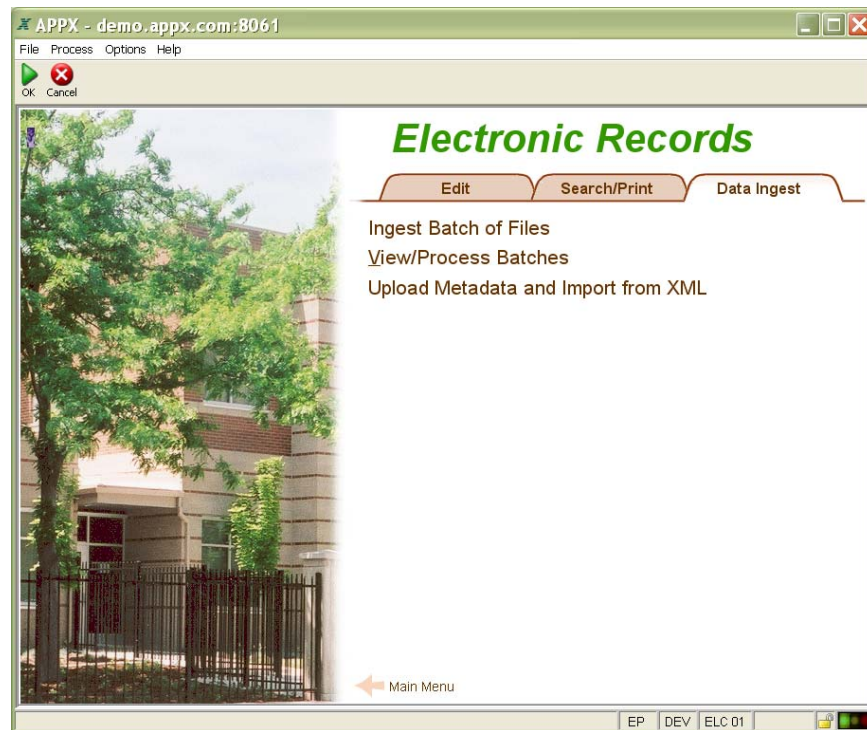 APPX - demo.appx.com:8061
File Process Options Help
OK Cancel
Electronic Records
Edit Search/Print Data Ingest
Ingest Batch of Files
View/Process Batches
Upload Metadata and Import from XML
Main Menu
EP DEV ELC 01